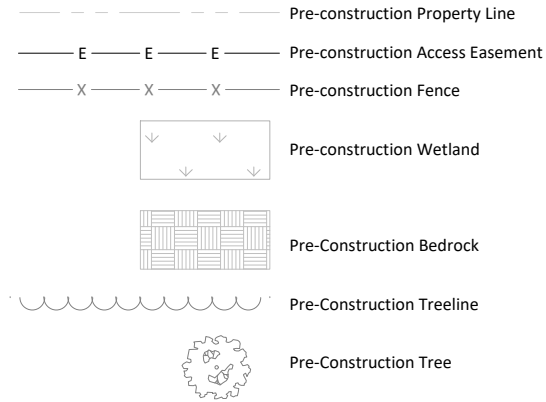 Pre-construction Property Line
E E E Pre-construction Access Easement
X X X Pre-construction Fence
Pre-construction Wetland
Pre-Construction Bedrock
Pre-Construction Treeline
Pre-Construction Tree